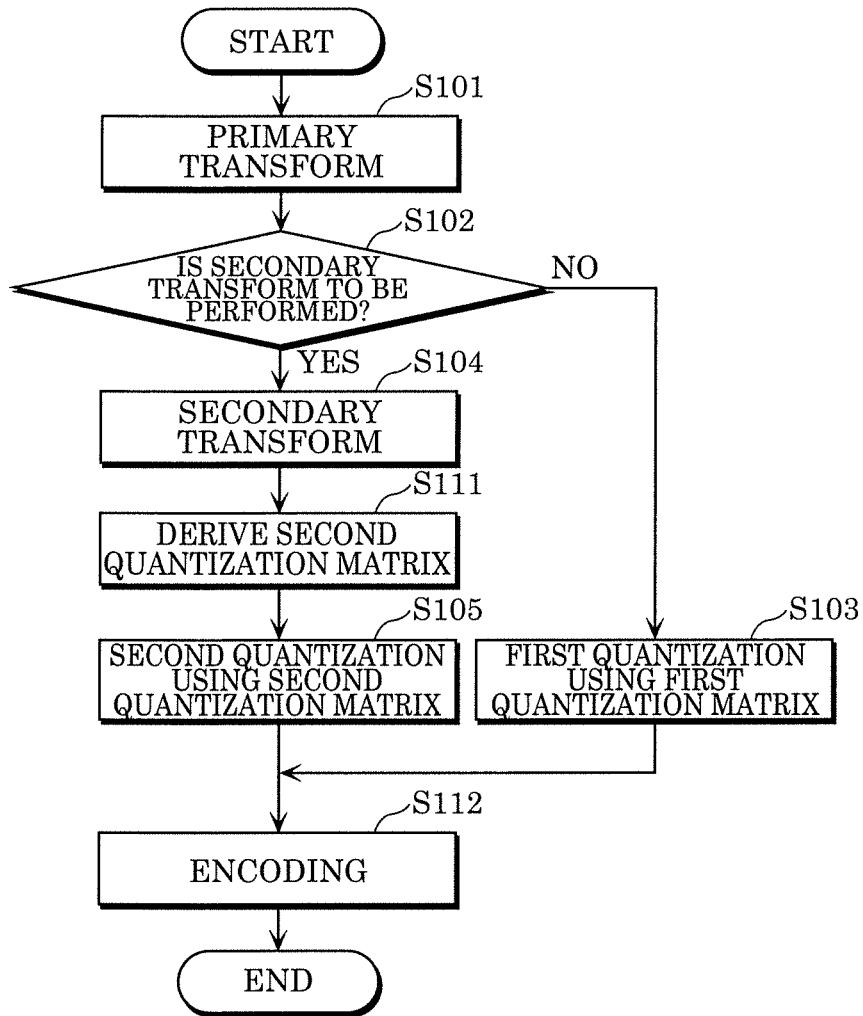 START
S101
PRIMARY
TRANSFORM
S102
IS SECONDARY
TRANSFORM TO BE
PERFORMED?
NO
YES
S104
SECONDARY
TRANSFORM
S111
DERIVE SECOND
QUANTIZATION MATRIX
S105
SECOND QUANTIZATION
USING SECOND
QUANTIZATION MATRIX
S103
FIRST QUANTIZATION
USING FIRST
QUANTIZATION MATRIX
S112
ENCODING
END